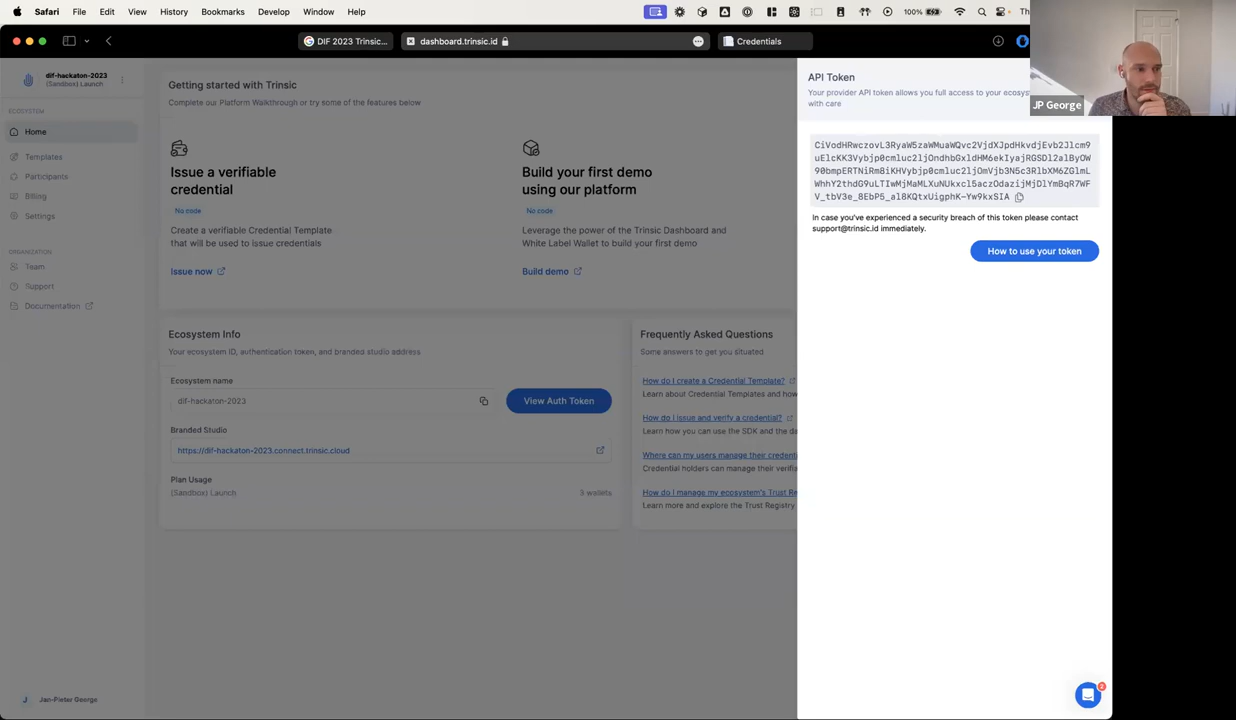 Safari File Edit View History Bookmarks Develop Window Help
100%
DIF 2023 Trinsic...
dashboard.trinsic.id
Credentials
dif-hackaton-2023
(Sandbox) Launch
ECOSYSTEM
Home
Templates
Participants
Billing
Settings
ORGANIZATION
Team
Support
Documentation
J Jan-Pieter George
Getting started with Trinsic
Complete our Platform Walkthrough or try some of the features below
Issue a verifiable
credential
No code
Create a verifiable Credential Template
that will be used to issue credentials
Issue now
Build your first demo
using our platform
No code
Leverage the power of the Trinsic Dashboard and
White Label Wallet to build your first demo
Build demo
Ecosystem Info
Your ecosystem ID, authentication token, and branded studio address
Ecosystem name
dif-hackaton-2023
View Auth Token
Branded Studio
https://dif-hackaton-2023.connect.trinsic.cloud
Plan Usage
(Sandbox) Launch
3 wallets
Frequently Asked Questions
Some answers to get you situated
How do I create a Credential Template?
Learn about Credential Templates and how
How do I issue and verify a credential?
Learn how you can use the SDK and the
Where can my users manage their
Credential holders can manage their
How do I manage my ecosystem's Trust
Learn more and explore the Trust Registry
API Token
Your provider API token allows you full access to your
with care
In case you've experienced a security breach of this token please contact
support@trinsic.id immediately.
How to use your token
2
JP George